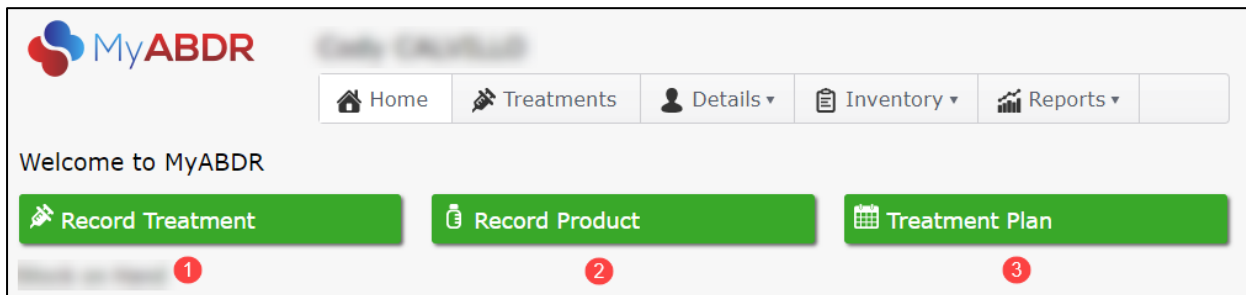 MyABDR
Home Treatments Details Inventory Reports
Welcome to MyABDR
Record Treatment Record Product Treatment Plan
1 2 3